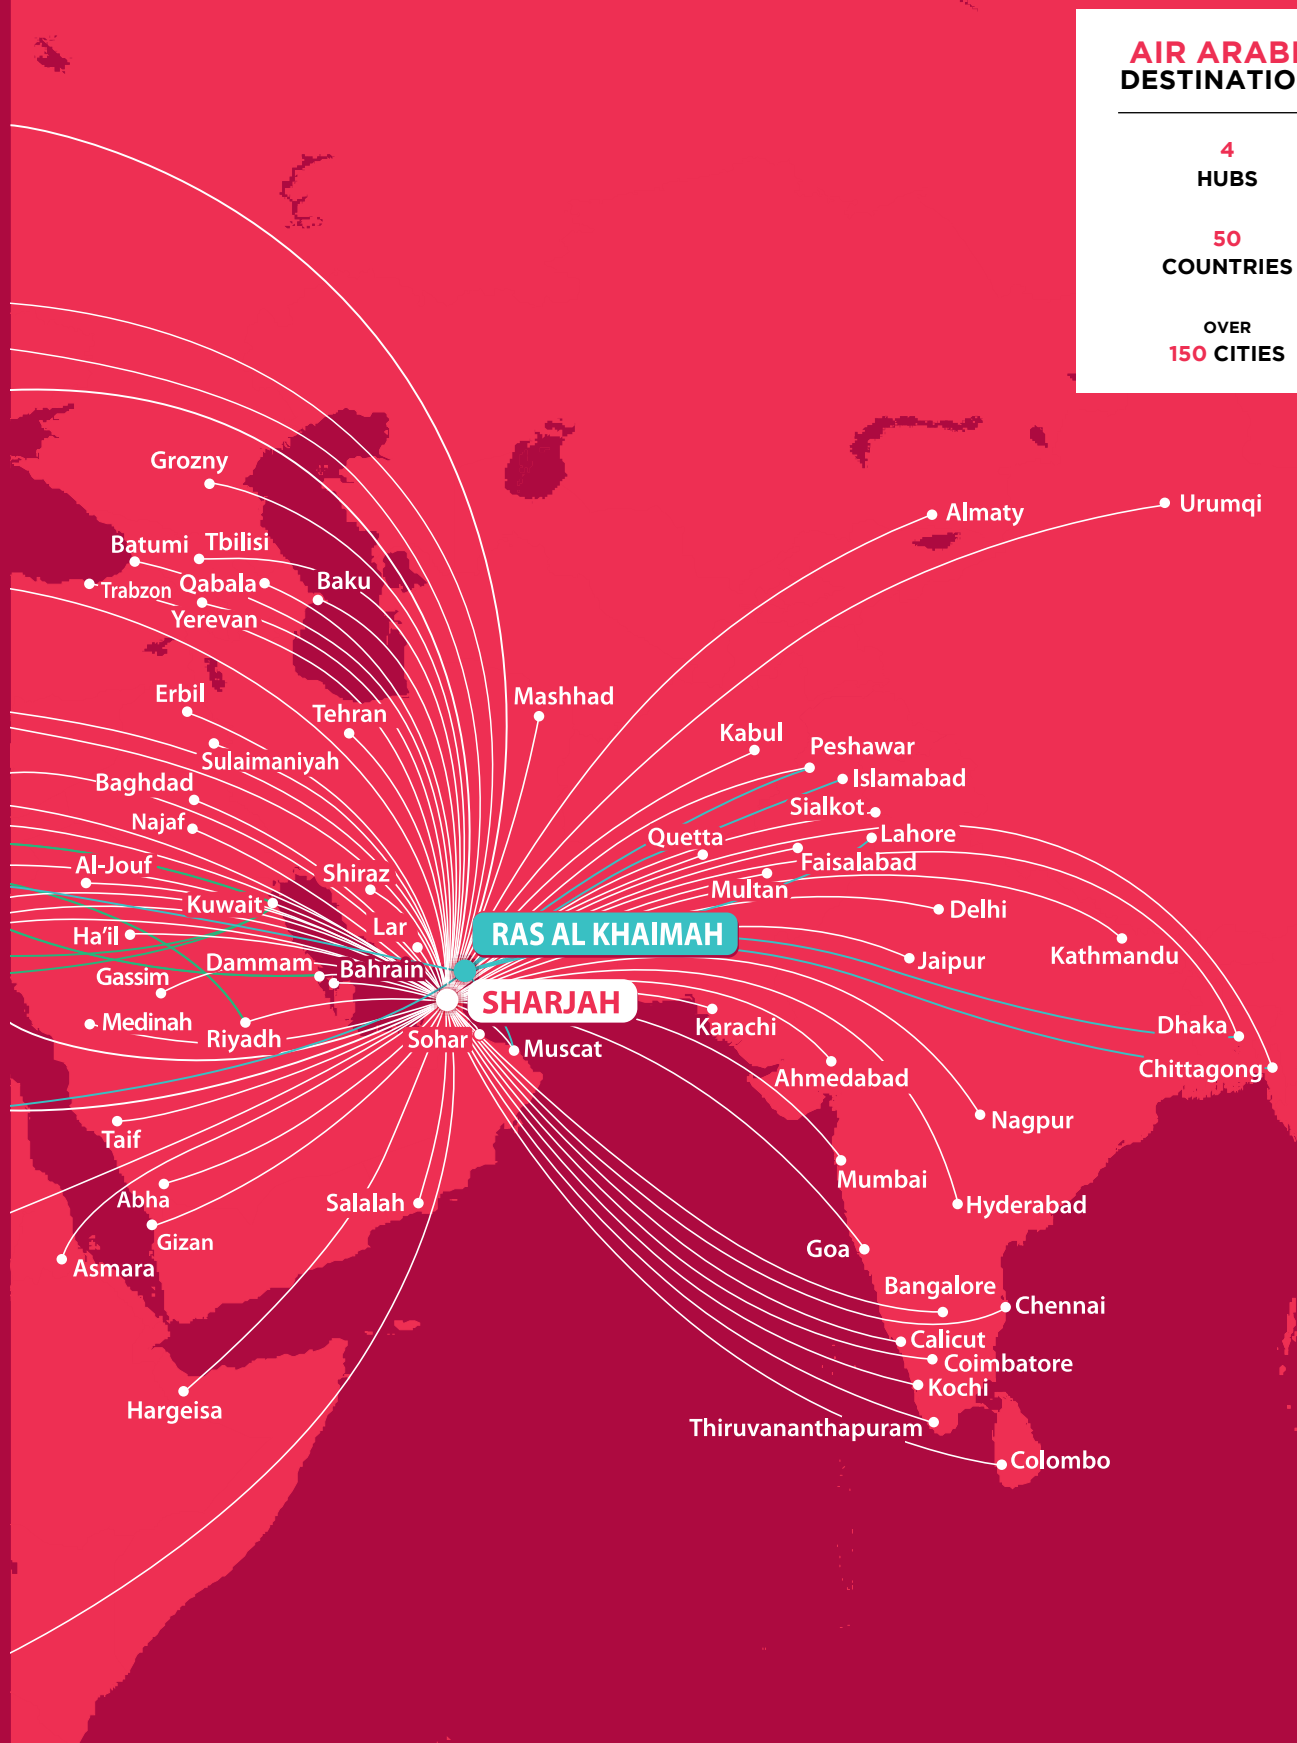 AIR ARABI
DESTINATIO
4
HUBS
50
COUNTRIES
OVER
150 CITIES
Grozny
Almaty
Urumqi
Batumi
Tbilisi
Trabzon
Qabala
Baku
Yerevan
Erbil
Tehran
Mashhad
Sulaimaniyah
Kabul
Peshawar
Baghdad
Islamabad
Sialkot
Najaf
Quetta
Lahore
Al-Jouf
Shiraz
Faisalabad
Multan
Kuwait
Delhi
Lar
RAS AL KHAIMAH
Ha'il
Dammam
Bahrain
Jaipur
Kathmandu
Gassim
SHARJAH
Medinah
Riyadh
Sohar
Muscat
Karachi
Dhaka
Chittagong
Ahmedabad
Nagpur
Taif
Abha
Salalah
Mumbai
Hyderabad
Gizan
Goa
Asmara
Bangalore
Chennai
Calicut
Coimbatore
Kochi
Hargeisa
Thiruvananthapuram
Colombo